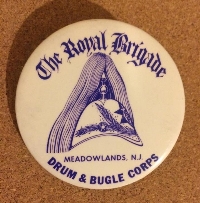 The Royal Brigade
MEADOWLANDS, N.J.
DRUM & BUGLE CORPS